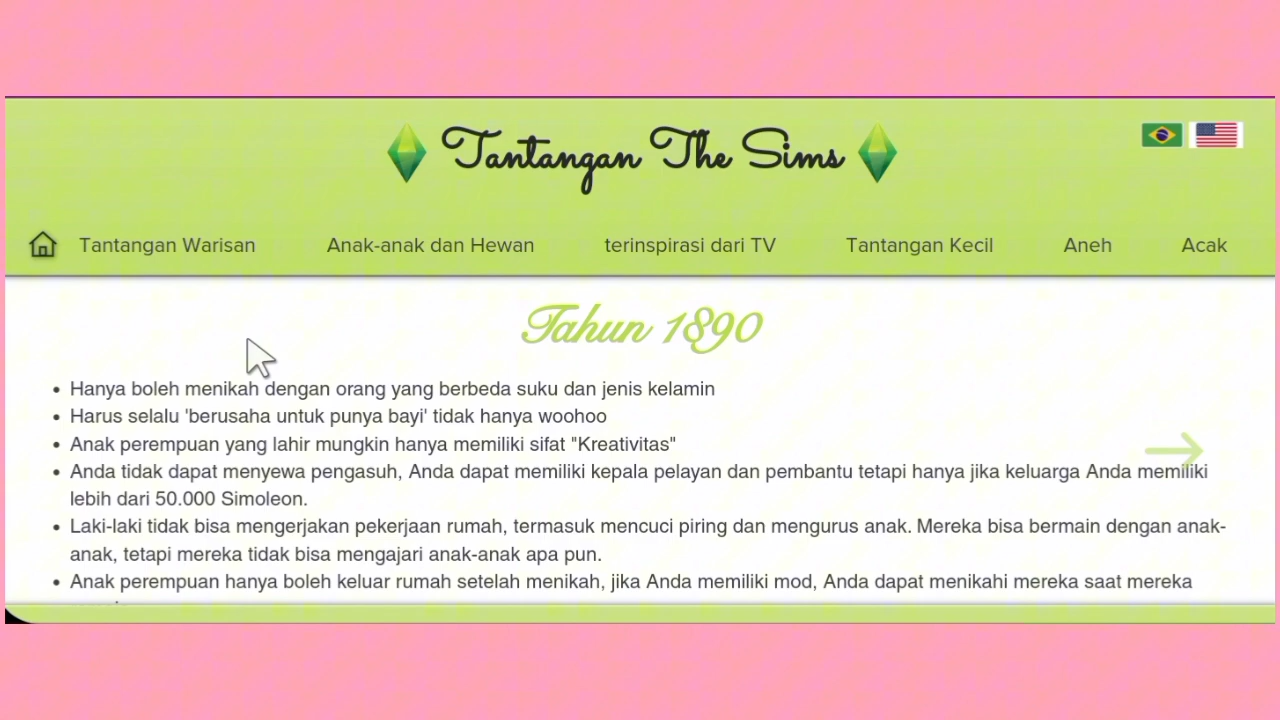 Tantangan The Sims
Tantangan Warisan Anak-anak dan Hewan terinspirasi dari TV Tantangan Kecil Aneh Acak
Tahun 1890
• Hanya boleh menikah dengan orang yang berbeda suku dan jenis kelamin
• Harus selalu 'berusaha untuk punya bayi' tidak hanya woohoo
• Anak perempuan yang lahir mungkin hanya memiliki sifat "Kreativitas"
• Anda tidak dapat menyewa pengasuh, Anda dapat memiliki kepala pelayan dan pembantu tetapi hanya jika keluarga Anda memiliki
lebih dari 50.000 Simoleon.
• Laki-laki tidak bisa mengerjakan pekerjaan rumah, termasuk mencuci piring dan mengurus anak. Mereka bisa bermain dengan anak-
anak, tetapi mereka tidak bisa mengajari anak-anak apa pun.
• Anak perempuan hanya boleh keluar rumah setelah menikah, jika Anda memiliki mod, Anda dapat menikahi mereka saat mereka